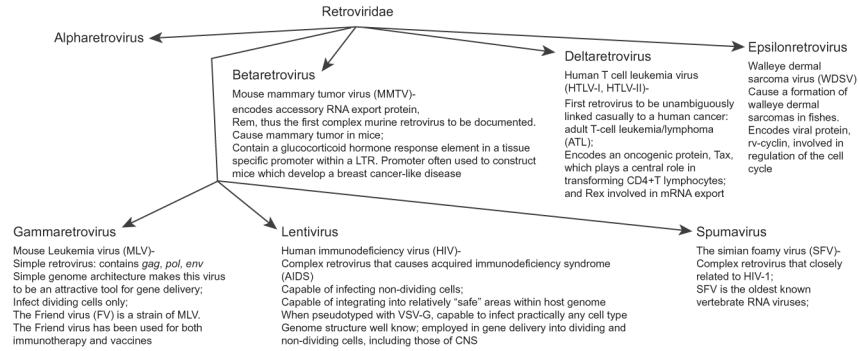 Retroviridae
Alpharetrovirus
Betaretrovirus
Mouse mammary tumor virus (MMTV)-
encodes accessory RNA export protein,
Rem, thus the first complex murine retrovirus to be documented.
Cause mammary tumor in mice;
Contain a glucocorticoid hormone response element in a tissue
specific promoter within a LTR. Promoter often used to construct
mice which develop a breast cancer-like disease
Deltaretrovirus
Human T cell leukemia virus
(HTLV-I, HTLV-II)-
First retrovirus to be unambiguously
linked casually to a human cancer:
adult T-cell leukemia/lymphoma
(ATL);
Encodes an oncogenic protein, Tax,
which plays a central role in
transforming CD4+T lymphocytes;
and Rex involved in mRNA export
Epsilonretrovirus
Walleye dermal
sarcoma virus (WDSV)
Cause a formation of
walleye dermal
sarcomas in fishes.
Encodes viral protein,
rv-cyclin, involved in
regulation of the cell
cycle
Gammaretrovirus
Mouse Leukemia virus (MLV)-
Simple retrovirus: contains gag, pol, env
Simple genome architecture makes this virus
to be an attractive tool for gene delivery;
Infect dividing cells only;
The Friend virus (FV) is a strain of MLV.
The Friend virus has been used for both
immunotherapy and vaccines
Lentivirus
Human immunodeficiency virus (HIV)-
Complex retrovirus that causes acquired immunodeficiency syndrome
(AIDS)
Capable of infecting non-dividing cells;
Capable of integrating into relatively “safe” areas within host genome
When pseudotyped with VSV-G, capable to infect practically any cell type
Genome structure well know; employed in gene delivery into dividing and
non-dividing cells, including those of CNS
Spumavirus
The simian foamy virus (SFV)-
Complex retrovirus that closely
related to HIV-1;
SFV is the oldest known
vertebrate RNA viruses;